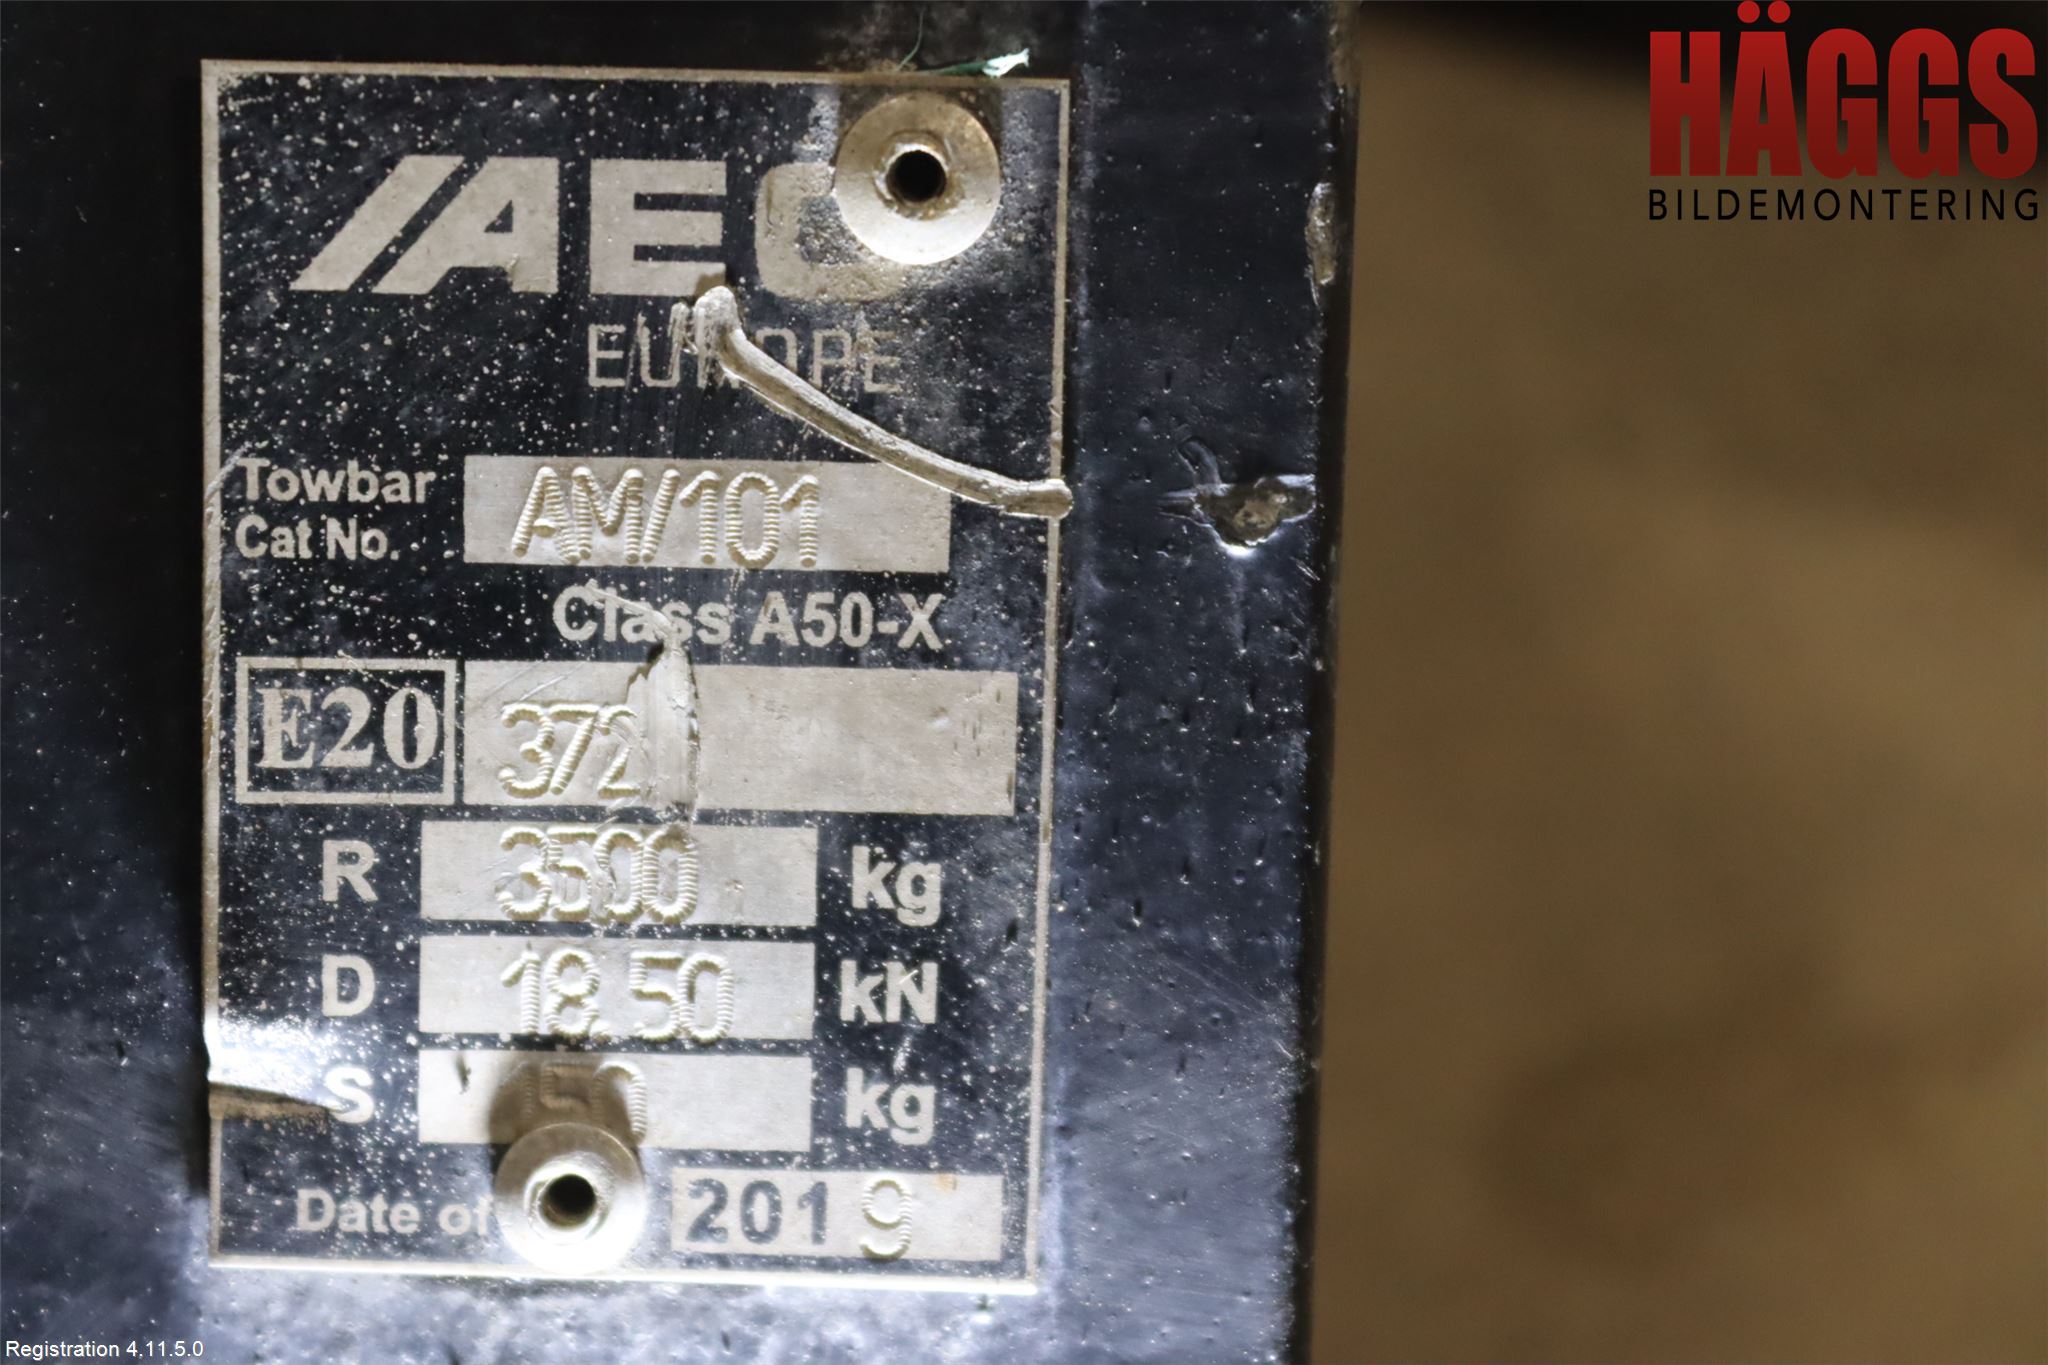 HÄGGS
BILDEMONTERING
EUROPE
Towbar
Cat No.
AM/101
Class A50-X
E20
372
R 3500 kg
D 18.50 kN
S 150 kg
Date of 2019
Registration 4.11.5.0